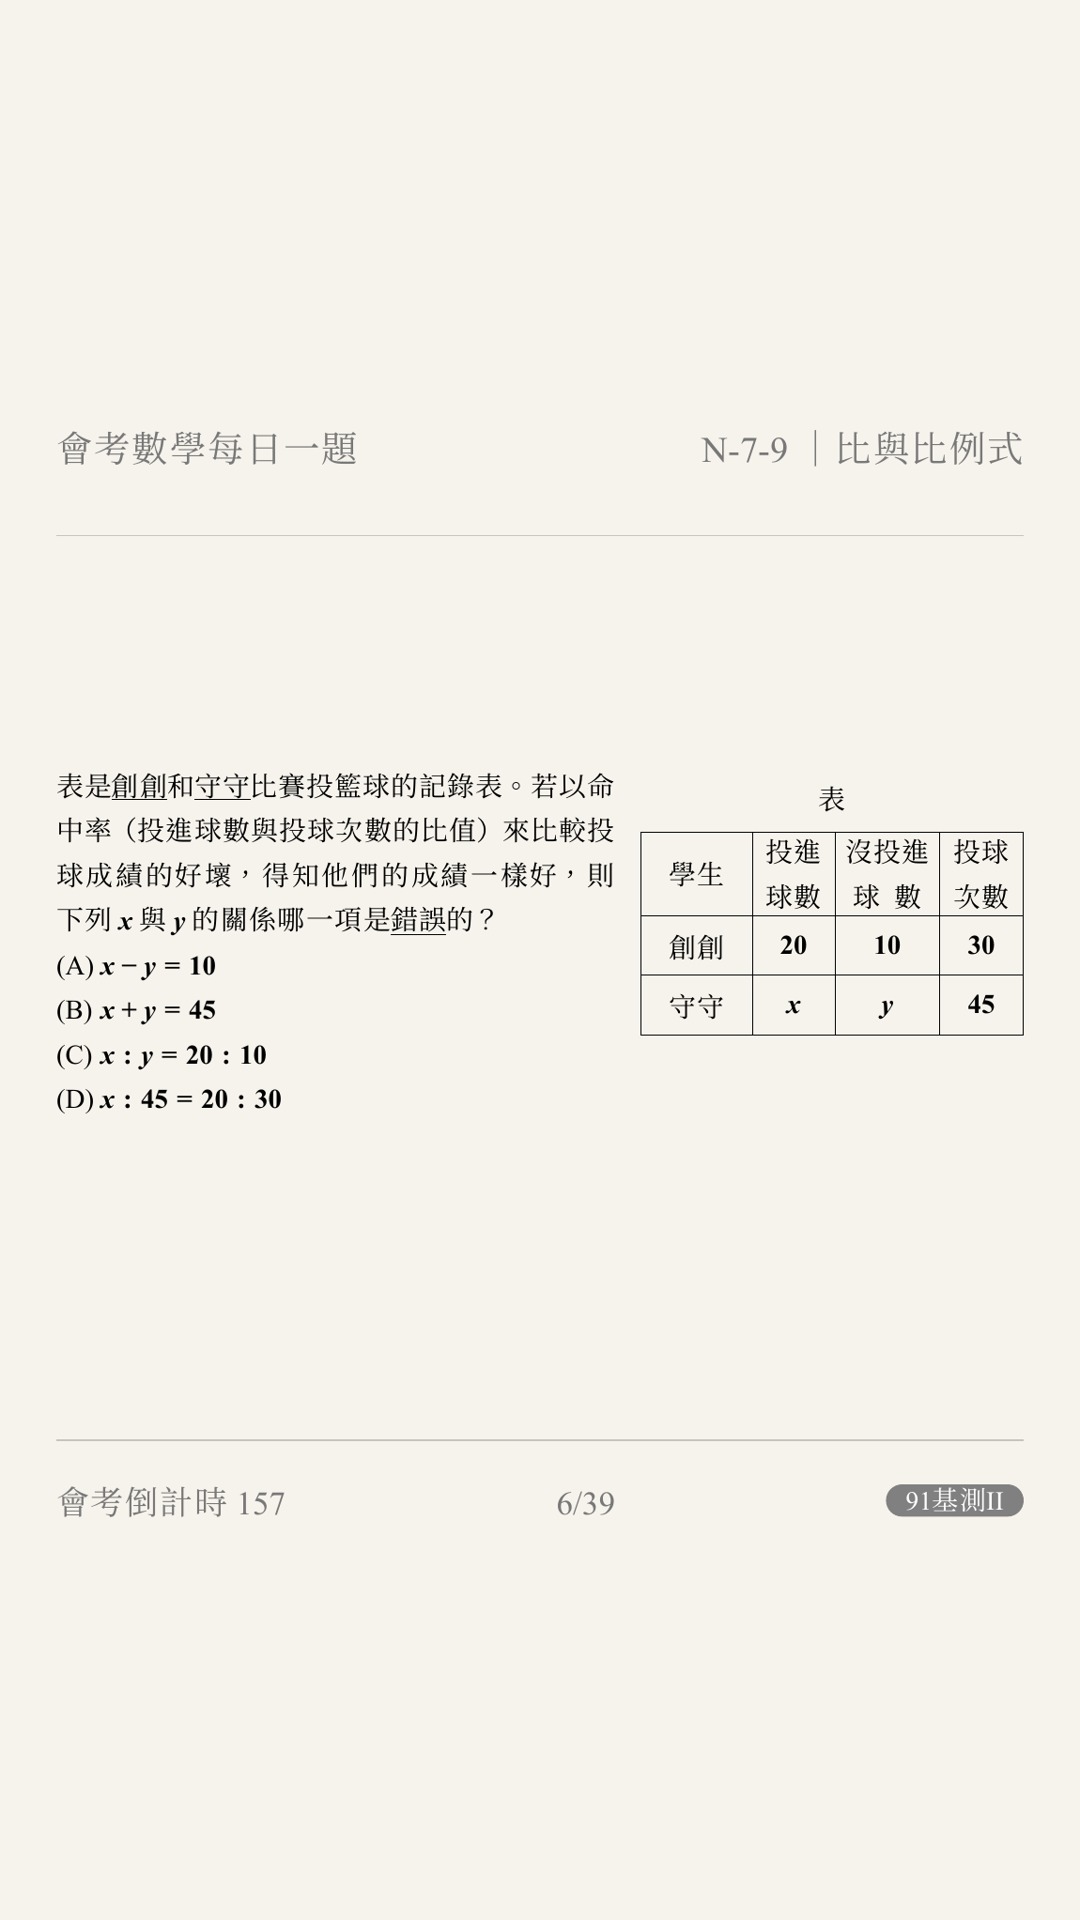 會考數學每日一題
N-7-9｜比與比例式
表是創創和守守比賽投籃球的記錄表。若以命
中率（投進球數與投球次數的比值）來比較投
球成績的好壞，得知他們的成績一樣好，則
下列 x 與 y 的關係哪一項是錯誤的？
(A) x − y = 10
(B) x + y = 45
(C) x : y = 20 : 10
(D) x : 45 = 20 : 30
表
學生 投進球數 沒投進球數 投球次數
創創 20 10 30
守守 x y 45
會考倒計時 157
6/39
91基測II